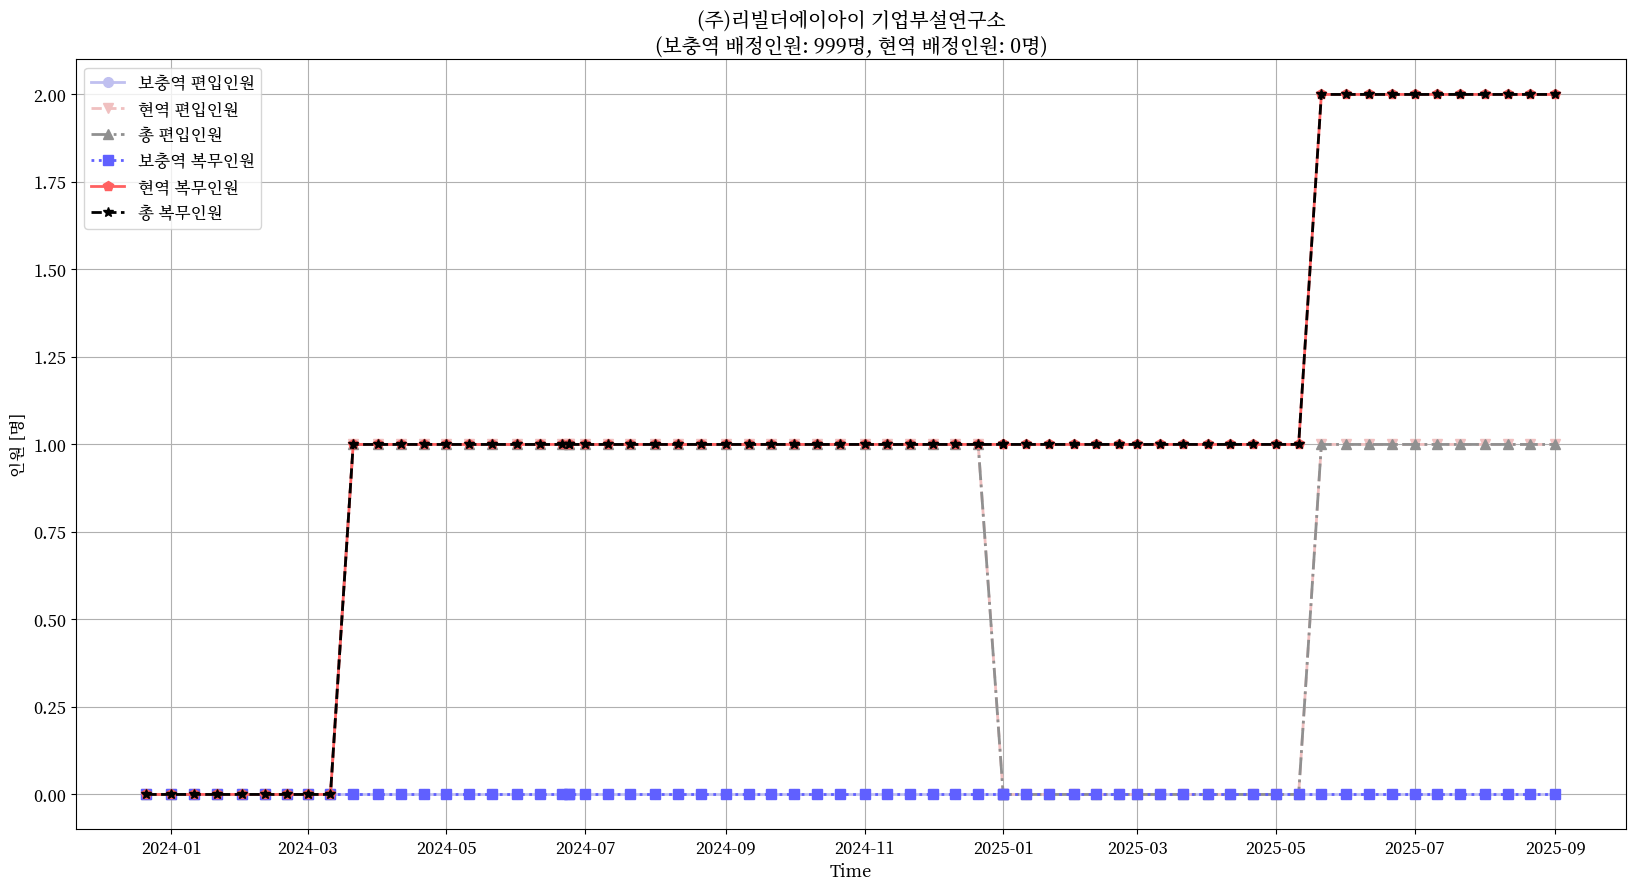 (주)리빌더에이아이 기업부설연구소
(보충역 배정인원: 999명, 현역 배정인원: 0명)
보충역 편입인원
현역 편입인원
총 편입인원
보충역 복무인원
현역 복무인원
총 복무인원
2.00
1.75
1.50
1.25
1.00
0.75
0.50
0.25
0.00
인원 [명]
2024-01 2024-03 2024-05 2024-07 2024-09 2024-11 2025-01 2025-03 2025-05 2025-07 2025-09
Time